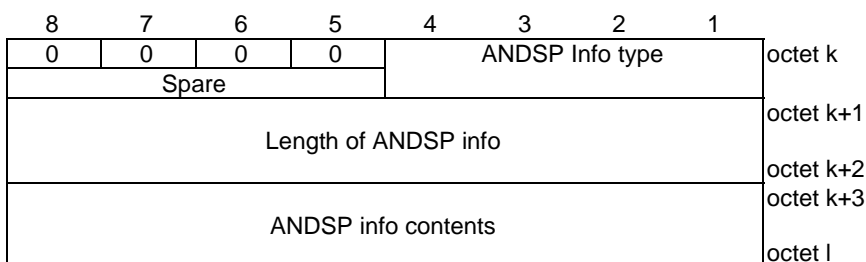 8 7 6 5 4 3 2 1
0 0 0 0 ANDSP Info type octet k
Spare
octet k+1
Length of ANDSP info
octet k+2
octet k+3
ANDSP info contents
octet l